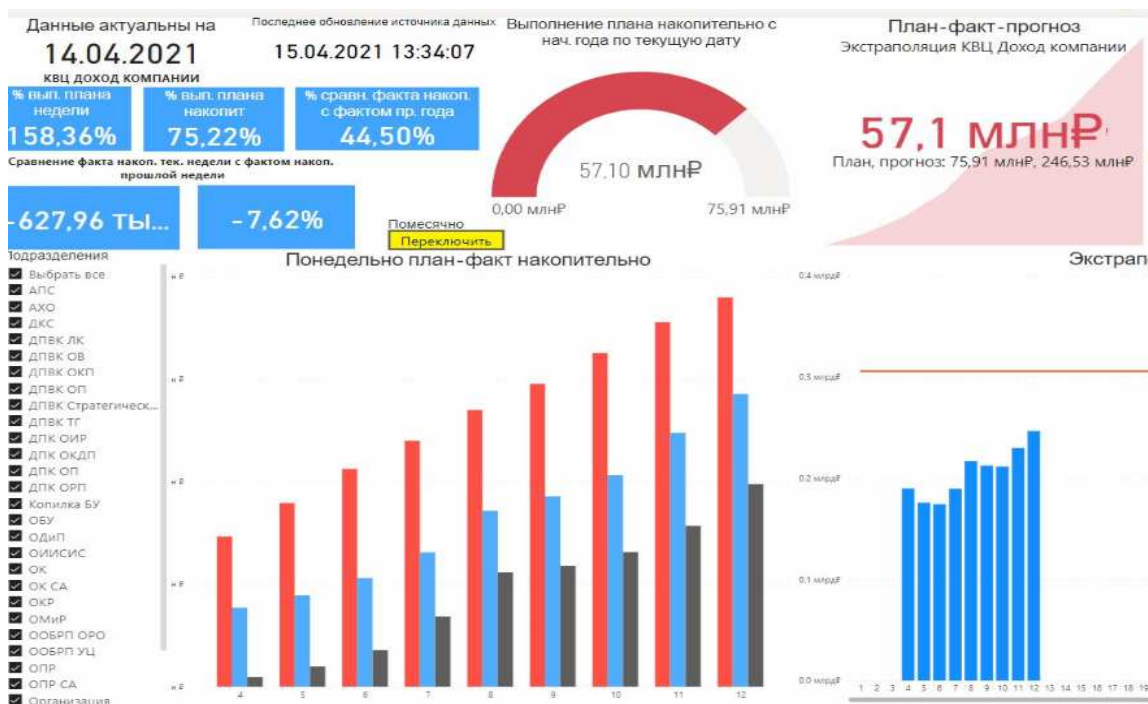 Данные актуальны на
14.04.2021
Последнее обновление источника данных
15.04.2021 13:34:07
КВЦ ДОХОД КОМПАНИИ
% вып. плана
недели
158,36%
% вып. плана
накопит
75,22%
% сравн. факта накоп.
с фактом пр. года
44,50%
Сравнение факта накоп. тек. недели с фактом накоп.
прошлой недели
-627,96 ты...
-7,62%
Помесячно
Переключить
Выполнение плана накопительно с
нач. года по текущую дату
57,10 млн₽
0,00 млн₽
75,91 млн₽
План-факт-прогноз
Экстраполяция КВЦ Доход компании
57,1 млн₽
План, прогноз: 75,91 млн₽, 246,53 млн₽
Подразделения
Выбрать все
АПС
АХО
ДКС
ДПВК ЛК
ДПВК ОВ
ДПВК ОКП
ДПВК ОП
ДПВК Стратегическ...
ДПВК ТГ
ДПК ОИР
ДПК ОКДП
ДПК ОП
ДПК ОРП
Копилка БУ
ОБУ
ОДиП
ОИИСИС
ОК
ОК СА
ОКР
ОМиР
ООБРП ОРО
ООБРП УЦ
ОПР
ОПР СА
Организация
Понедельно план-факт накопительно
н ₽
н ₽
н ₽
н ₽
н ₽
4 5 6 7 8 9 10 11 12
Экстрап
0.4 млрд₽
0.3 млрд₽
0.2 млрд₽
0.1 млрд₽
0.0 млрд₽
1 2 3 4 5 6 7 8 9 10 11 12 13 14 15 16 17 18 19